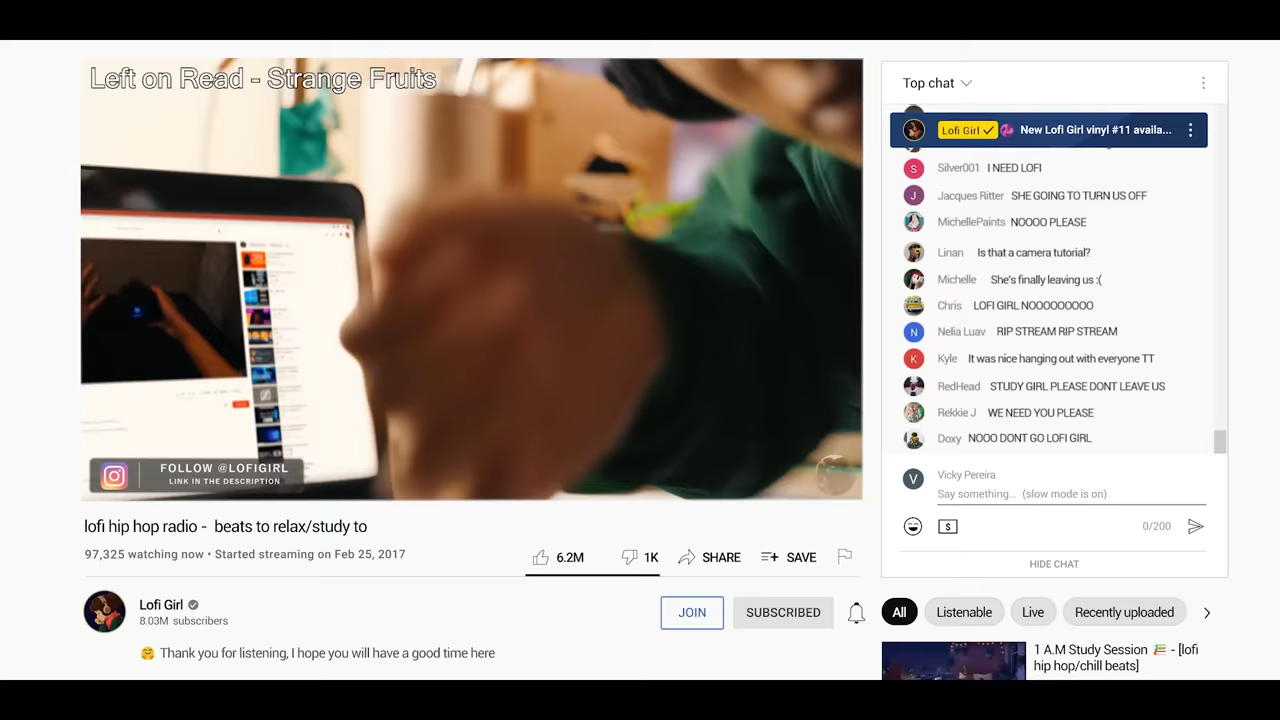 Left on Read - Strange Fruits
FOLLOW @LOFIGIRL
LINK IN THE DESCRIPTION
lofi hip hop radio - beats to relax/study to
97,325 watching now • Started streaming on Feb 25, 2017
6.2M
1K
SHARE
SAVE
Lofi Girl
8.03M subscribers
JOIN
SUBSCRIBED
🤗 Thank you for listening, I hope you will have a good time here
Top chat
Lofi Girl New Lofi Girl vinyl #11 availa...
Silver001 I NEED LOFI
Jacques Ritter SHE GOING TO TURN US OFF
MichellePaints NOOOO PLEASE
Linan Is that a camera tutorial?
Michelle She's finally leaving us :(
Chris LOFI GIRL NOOOOOOOOO
N Nelia Luav RIP STREAM RIP STREAM
K Kyle It was nice hanging out with everyone TT
RedHead STUDY GIRL PLEASE DONT LEAVE US
Rekkie J WE NEED YOU PLEASE
Doxy NOOO DONT GO LOFI GIRL
V Vicky Pereira
Say something... (slow mode is on)
$
0/200
HIDE CHAT
All Listenable Live Recently uploaded
1 A.M Study Session 📚 - [lofi
hip hop/chill beats]